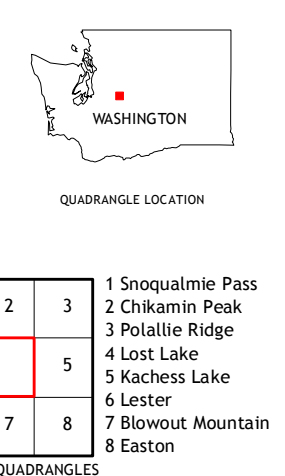 WASHINGTON
QUADRANGLE LOCATION
2 3
5
7 8
1 Snoqualmie Pass
2 Chikamin Peak
3 Polallie Ridge
4 Lost Lake
5 Kachess Lake
6 Lester
7 Blowout Mountain
8 Easton
QUADRANGLES